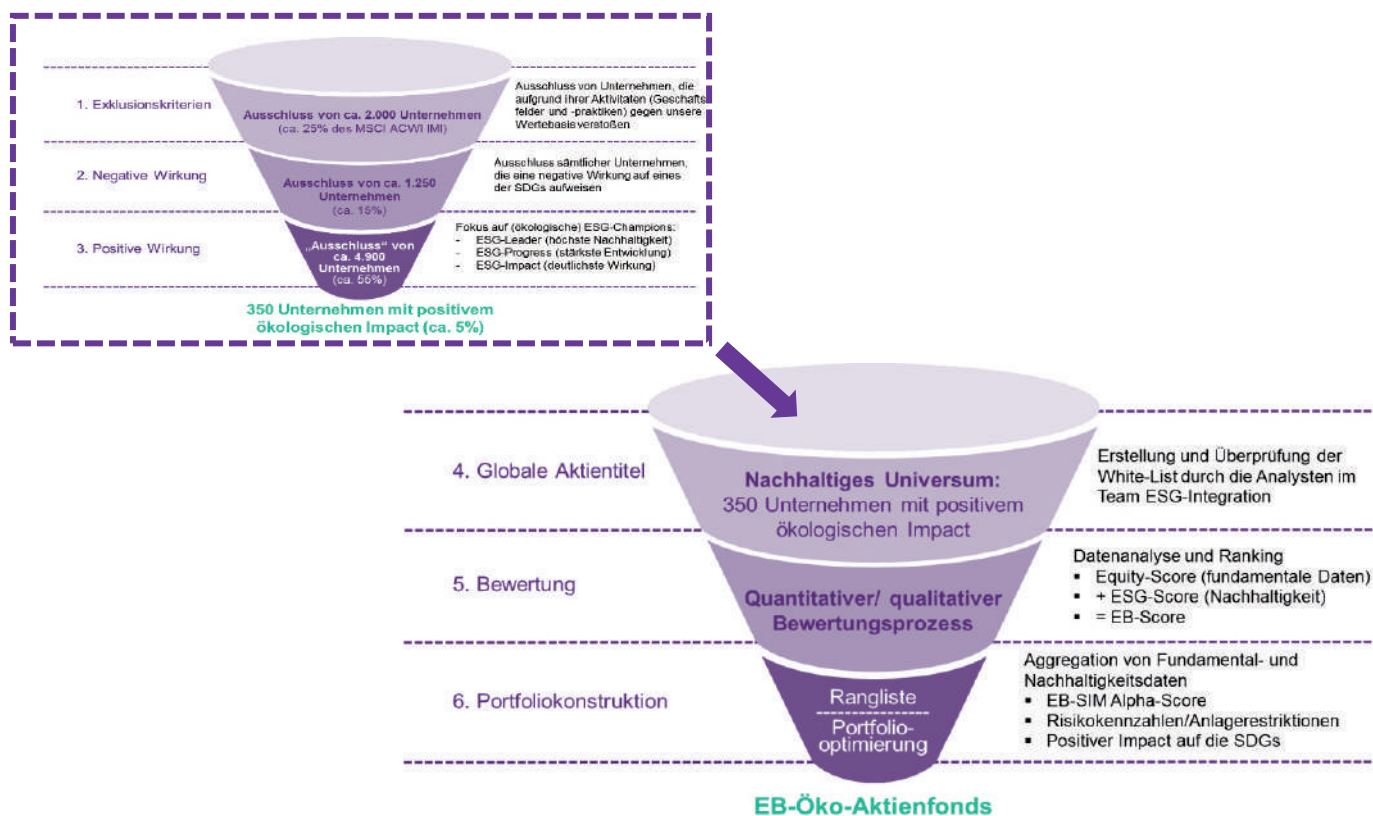 1. Exklusionskriterien
Ausschluss von ca. 2.000 Unternehmen
(ca. 25% des MSCI ACWI IMI)
Ausschluss von Unternehmen, die
aufgrund ihrer Aktivitäten (Geschäfts
felder und -praktiken) gegen unsere
Wertebasis verstoßen
2. Negative Wirkung
Ausschluss von ca. 1.250
Unternehmen
(ca. 15%)
Ausschluss sämtlicher Unternehmen,
die eine negative Wirkung auf eines
der SDGs aufweisen
3. Positive Wirkung
„Ausschluss“ von
ca. 4.900
Unternehmen
(ca. 55%)
Fokus auf (ökologische) ESG-Champions:
- ESG-Leader (höchste Nachhaltigkeit)
- ESG-Progress (stärkste Entwicklung)
- ESG-Impact (deutlichste Wirkung)
350 Unternehmen mit positivem
ökologischen Impact (ca. 5%)
4. Globale Aktientitel
Nachhaltiges Universum:
350 Unternehmen mit positivem
ökologischen Impact
Erstellung und Überprüfung der
White-List durch die Analysten im
Team ESG-Integration
5. Bewertung
Quantitativer/ qualitativer
Bewertungsprozess
Datenanalyse und Ranking
▪ Equity-Score (fundamentale Daten)
▪ + ESG-Score (Nachhaltigkeit)
▪ = EB-Score
6. Portfoliokonstruktion
Rangliste
Portfolio-
optimierung
Aggregation von Fundamental- und
Nachhaltigkeitsdaten
▪ EB-SIM Alpha-Score
▪ Risikokennzahlen/Anlagerestriktionen
▪ Positiver Impact auf die SDGs
EB-Öko-Aktienfonds